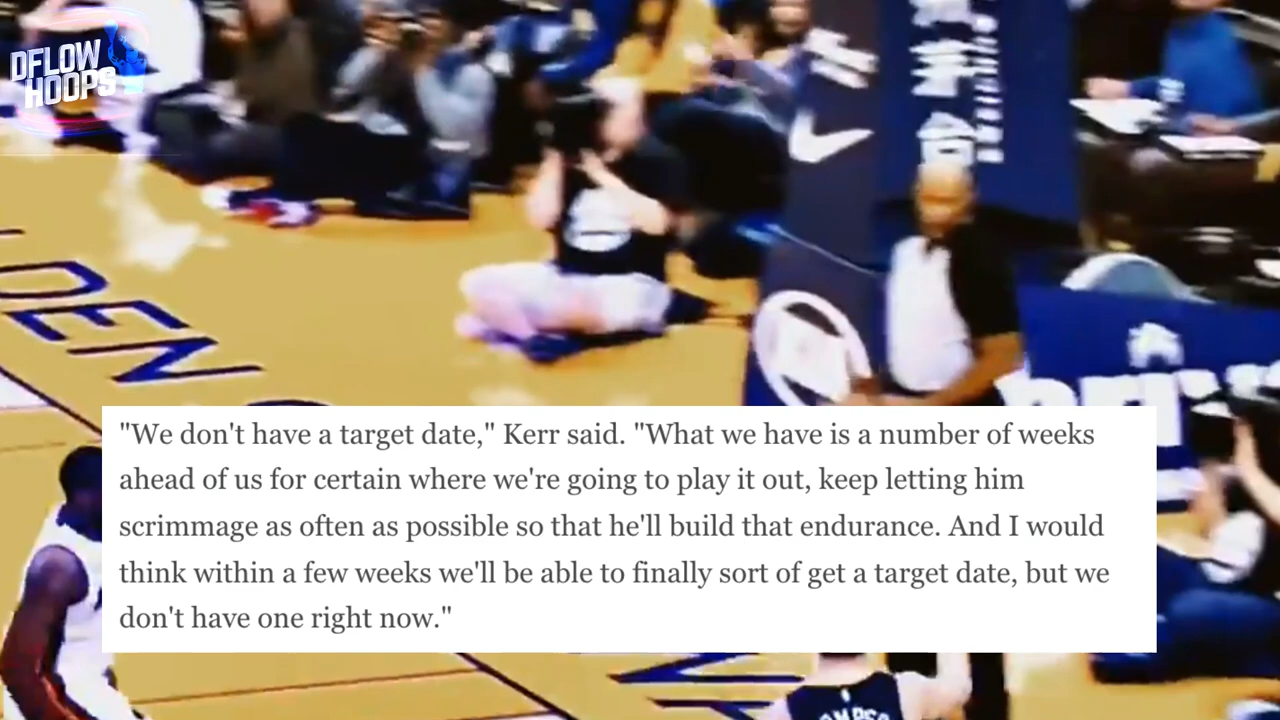 DFLOW
HOOPS
DEN
"We don't have a target date," Kerr said. "What we have is a number of weeks
ahead of us for certain where we're going to play it out, keep letting him
scrimmage as often as possible so that he'll build that endurance. And I would
think within a few weeks we'll be able to finally sort of get a target date, but we
don't have one right now."